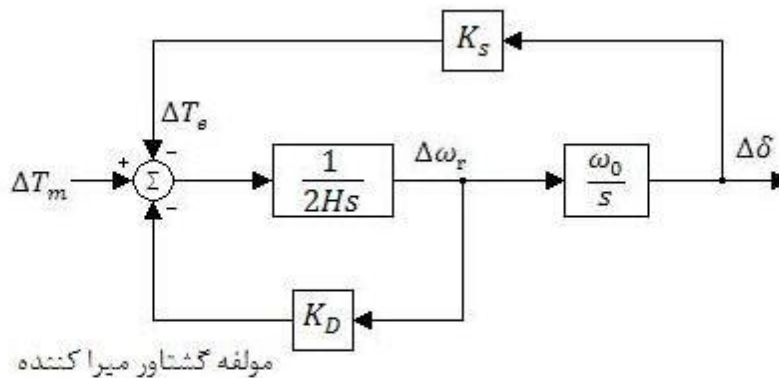 K_s
ΔT_e
ΔT_m
+
−
−
Σ
1
2Hs
Δω_r
ω_0
s
Δδ
K_D
مولفه گشتاور میرا کننده